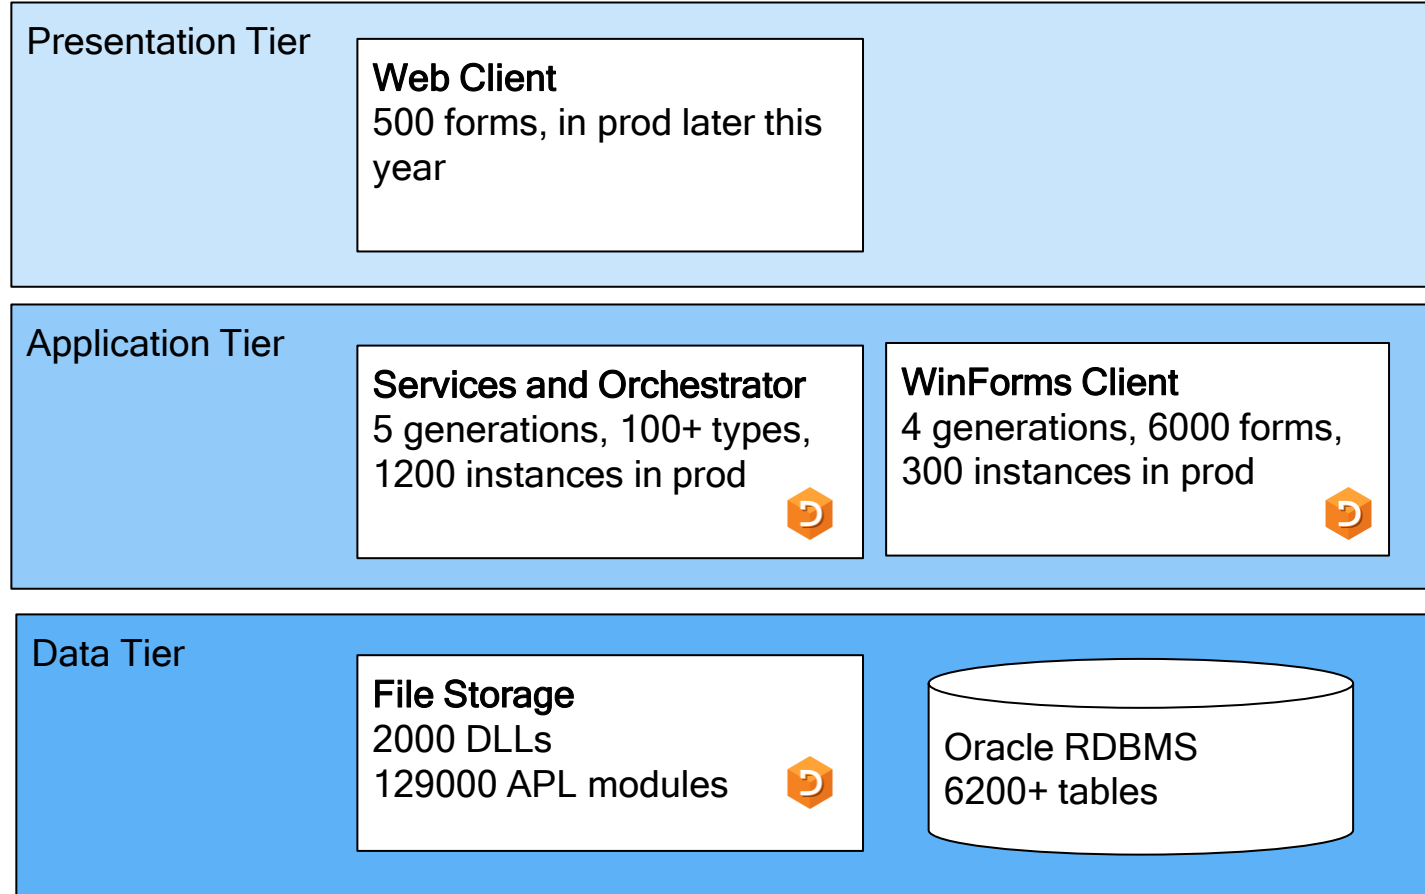 Presentation Tier
Web Client
500 forms, in prod later this
year
Application Tier
Services and Orchestrator
5 generations, 100+ types,
1200 instances in prod
WinForms Client
4 generations, 6000 forms,
300 instances in prod
Data Tier
File Storage
2000 DLLs
129000 APL modules
Oracle RDBMS
6200+ tables